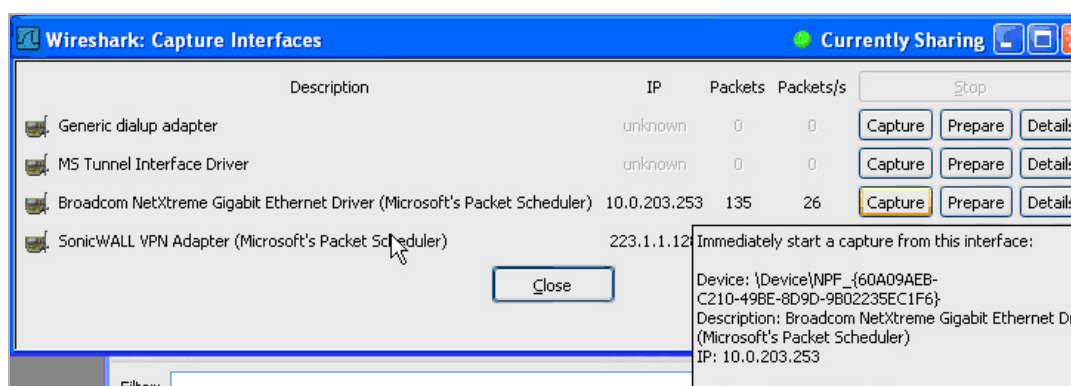 Wireshark: Capture Interfaces Currently Sharing
Description IP Packets Packets/s Stop
Generic dialup adapter unknown 0 0 Capture Prepare Details
MS Tunnel Interface Driver unknown 0 0 Capture Prepare Details
Broadcom NetXtreme Gigabit Ethernet Driver (Microsoft's Packet Scheduler) 10.0.203.253 135 26 Capture Prepare Details
SonicWALL VPN Adapter (Microsoft's Packet Scheduler) 223.1.1.128
Immediately start a capture from this interface:
Device: \Device\NPF_{60A09AEB-
C210-49BE-8D9D-9B02235EC1F6}
Description: Broadcom NetXtreme Gigabit Ethernet
(Microsoft's Packet Scheduler)
IP: 10.0.203.253
Close